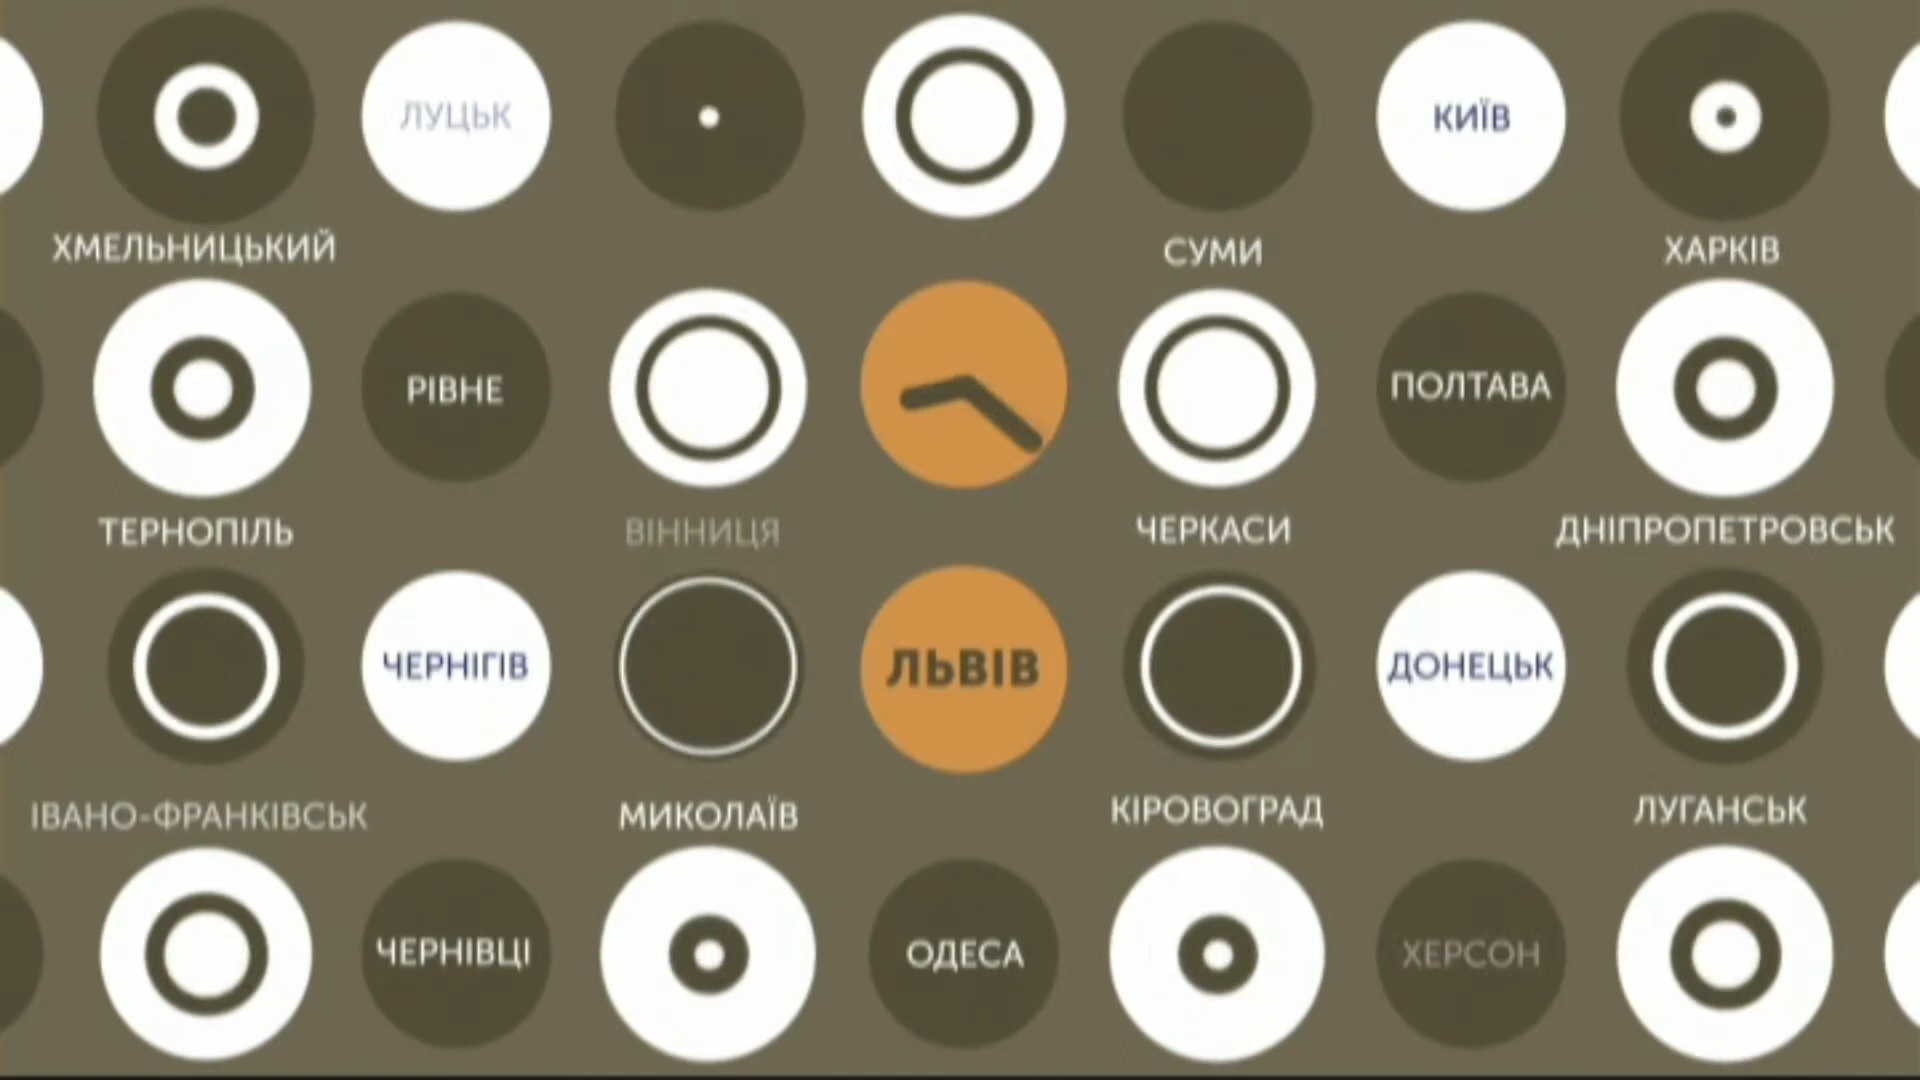 ЛУЦЬК
КИЇВ
ХМЕЛЬНИЦЬКИЙ
СУМИ
ХАРКІВ
РІВНЕ
ПОЛТАВА
ТЕРНОПІЛЬ
ВІННИЦЯ
ЧЕРКАСИ
ДНІПРОПЕТРОВСЬК
ЧЕРНІГІВ
ЛЬВІВ
ДОНЕЦЬК
ІВАНО-ФРАНКІВСЬК
МИКОЛАЇВ
КІРОВОГРАД
ЛУГАНСЬК
ЧЕРНІВЦІ
ОДЕСА
ХЕРСОН